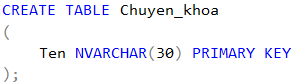 CREATE TABLE Chuyen_khoa
(
    Ten NVARCHAR(30) PRIMARY KEY
);